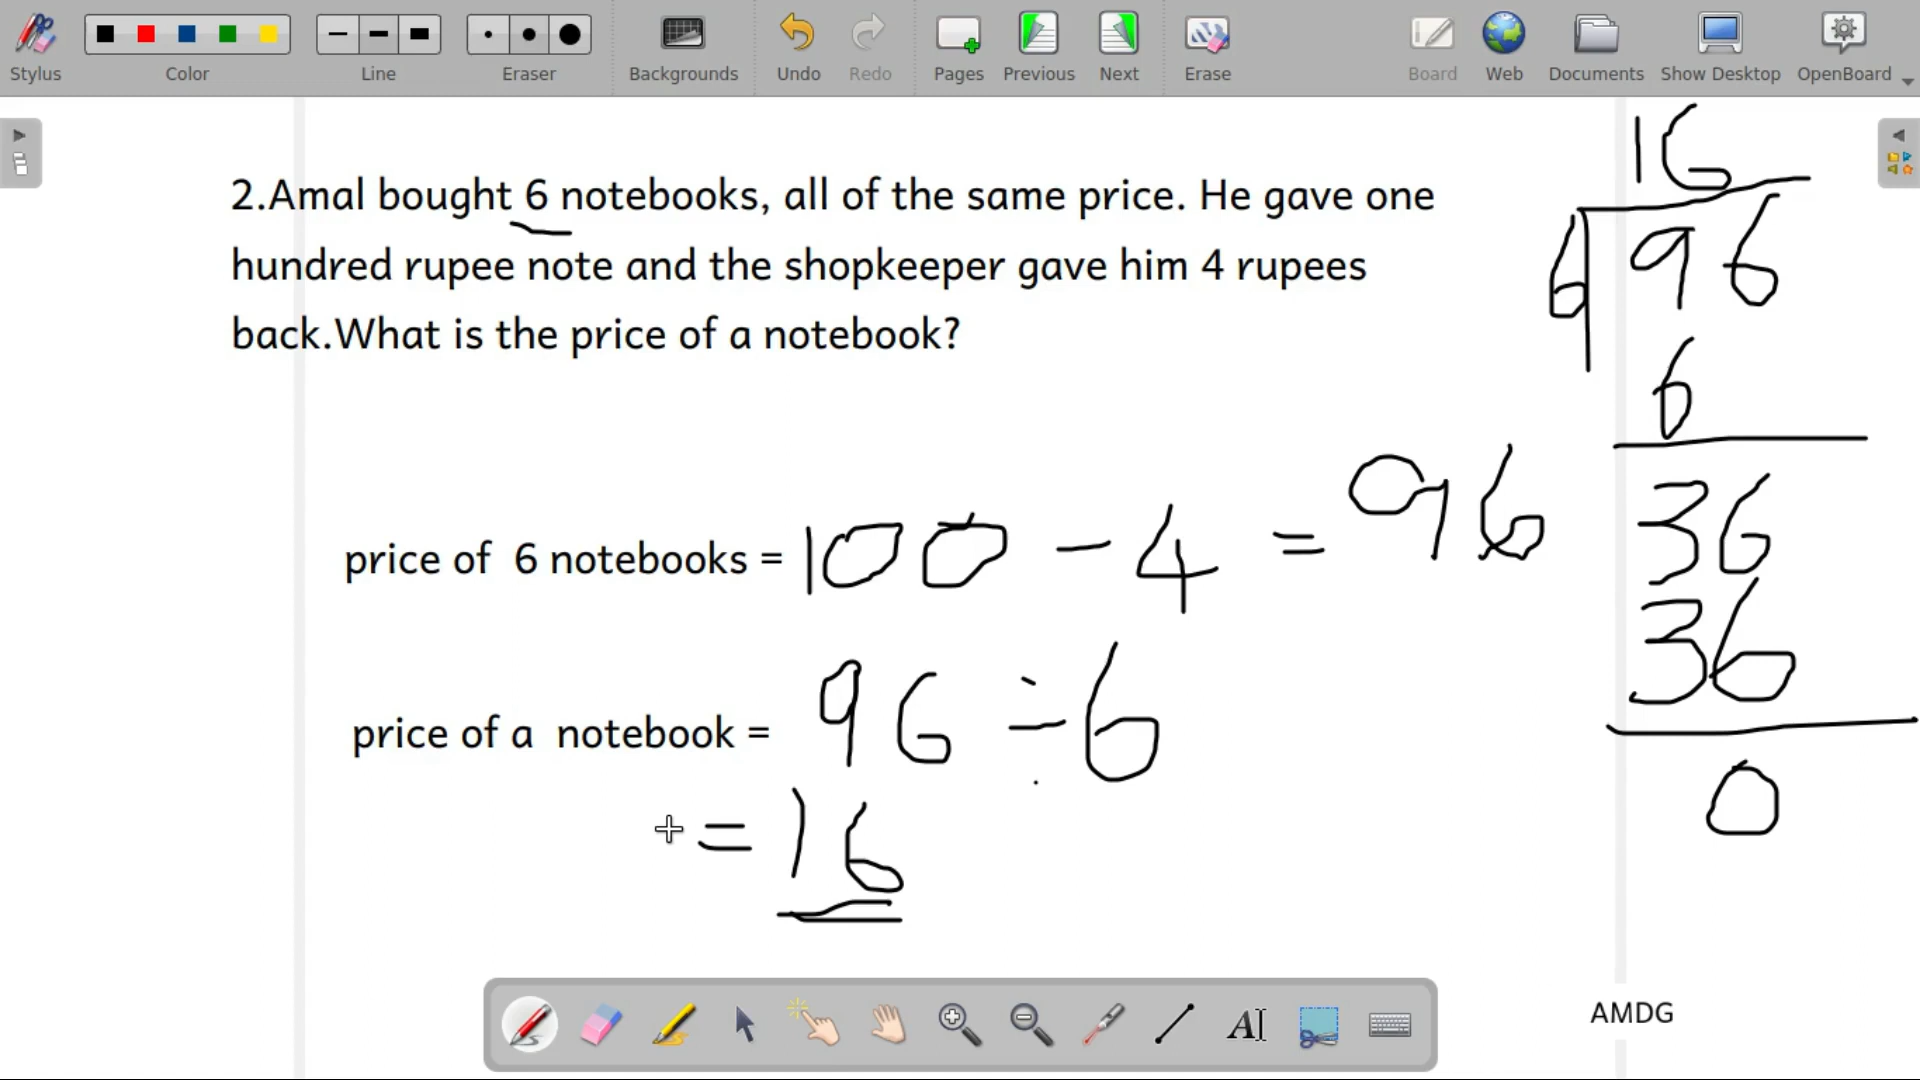 Stylus Color Line Eraser Backgrounds Undo Redo Pages Previous Next Erase Board Web Documents Show Desktop OpenBoard
2.Amal bought 6 notebooks, all of the same price. He gave one
hundred rupee note and the shopkeeper gave him 4 rupees
back.What is the price of a notebook?
price of 6 notebooks = 100 - 4 = 96
price of a notebook = 96 ÷ 6
= 16
16
6 96
6
36
36
0
AI
AMDG